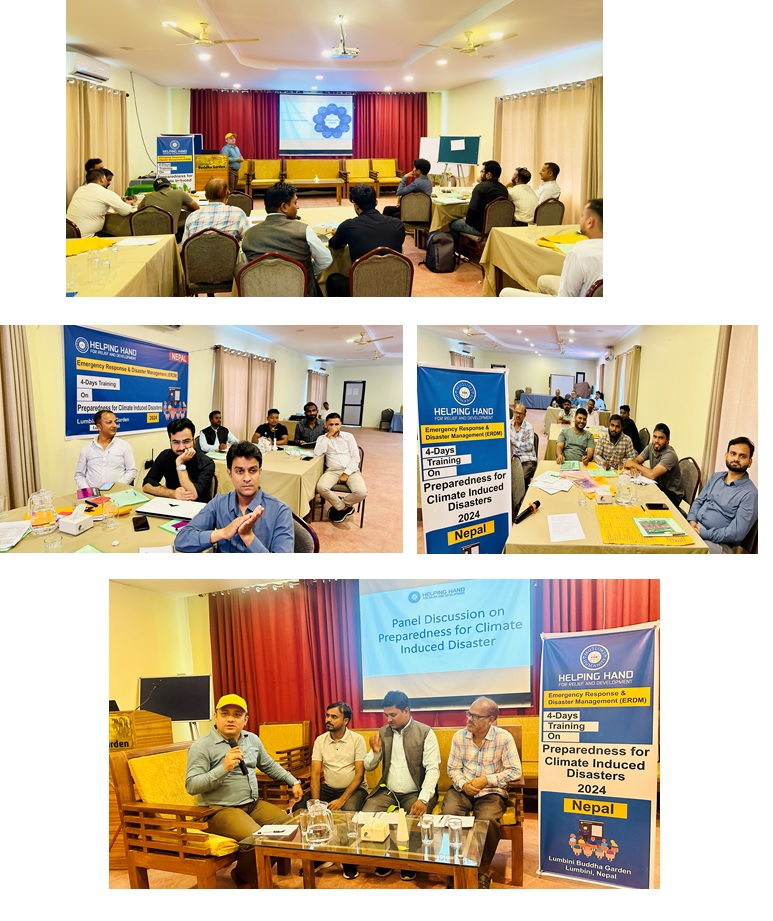 Buddha Garden
HELPING HAND
FOR RELIEF AND DEVELOPMENT
NEPAL
Emergency Response & Disaster Management (ERDM)
4-Days Training
On
Preparedness for Climate Induced Disasters
2024
HELPING HAND
FOR RELIEF AND DEVELOPMENT
Emergency Response &
Disaster Management (ERDM)
4-Days
Training
On
Preparedness for
Climate Induced
Disasters
2024
Nepal
HELPING HAND
Panel Discussion on
Preparedness for Climate
Induced Disaster
HELPING HAND
FOR RELIEF AND DEVELOPMENT
Emergency Response &
Disaster Management (ERDM)
4-Days
Training
On
Preparedness for
Climate Induced
Disasters
2024
Nepal
Lumbini Buddha Garden
Lumbini, Nepal